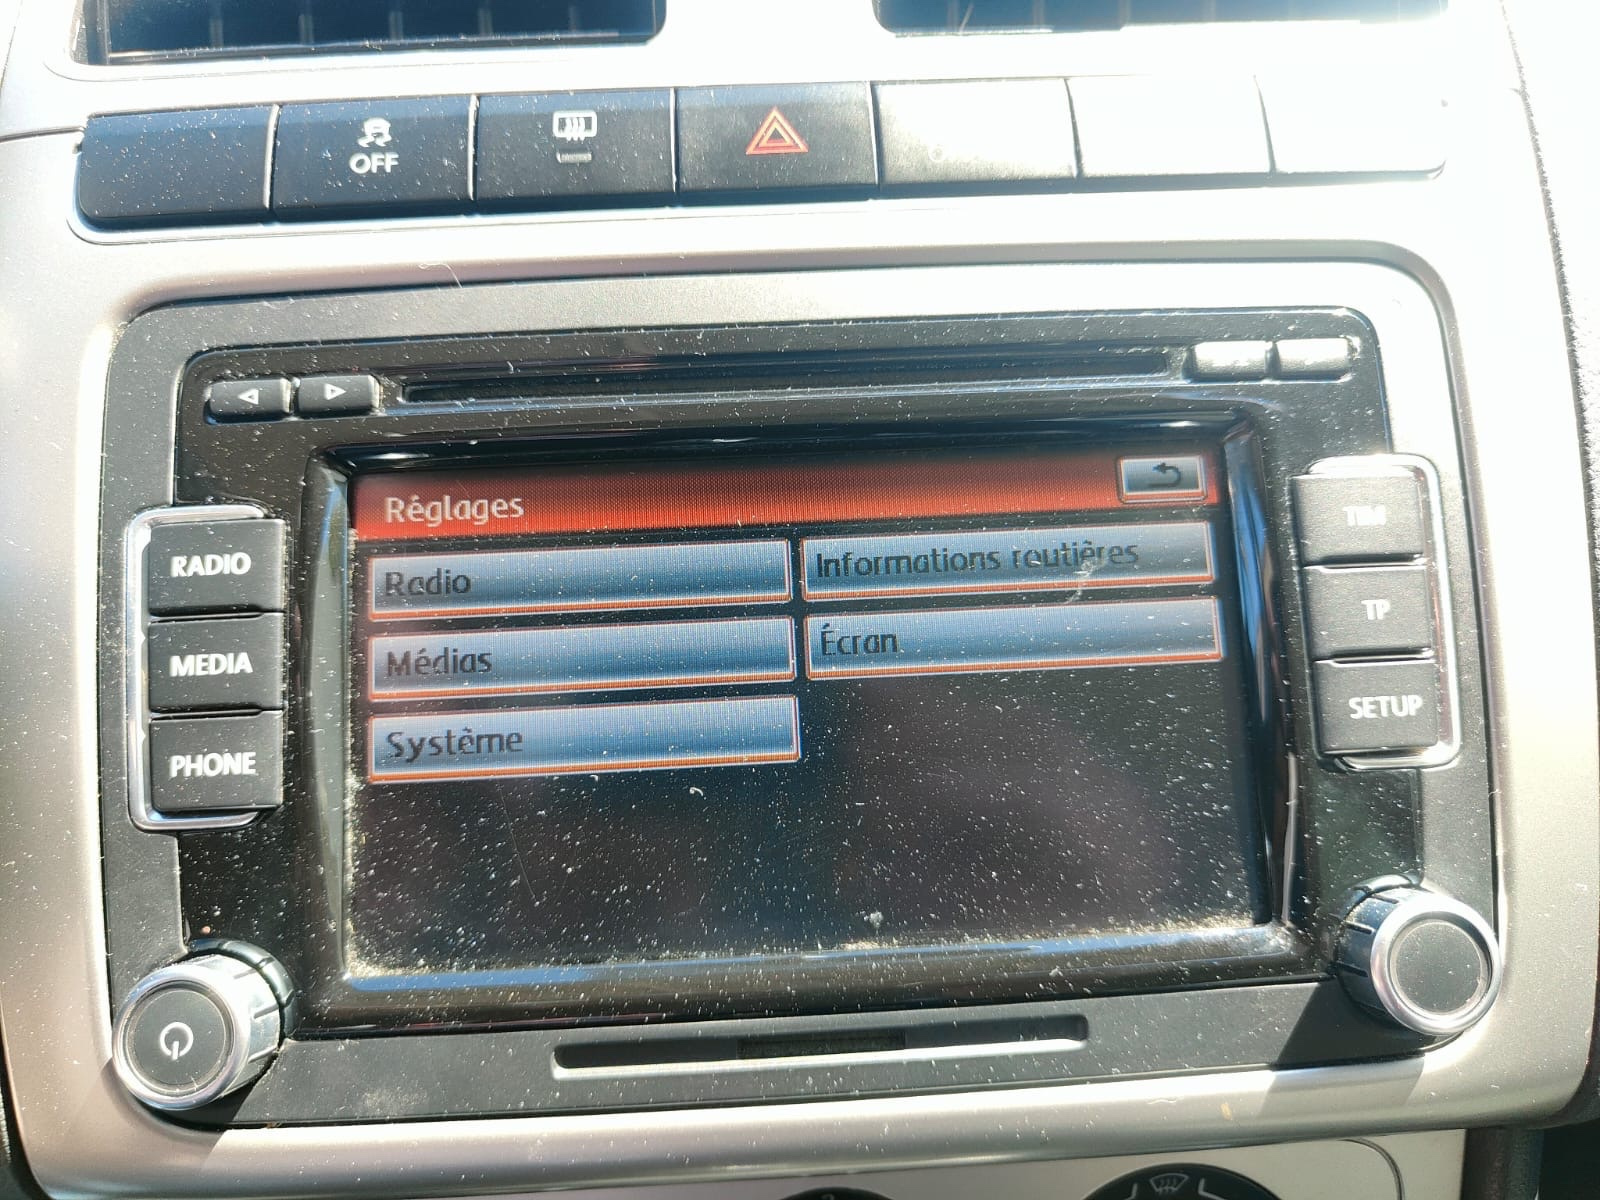 OFF
Réglages
Radio
Informations routières
Médias
Écran
Système
RADIO
MEDIA
PHONE
TIM
TP
SETUP